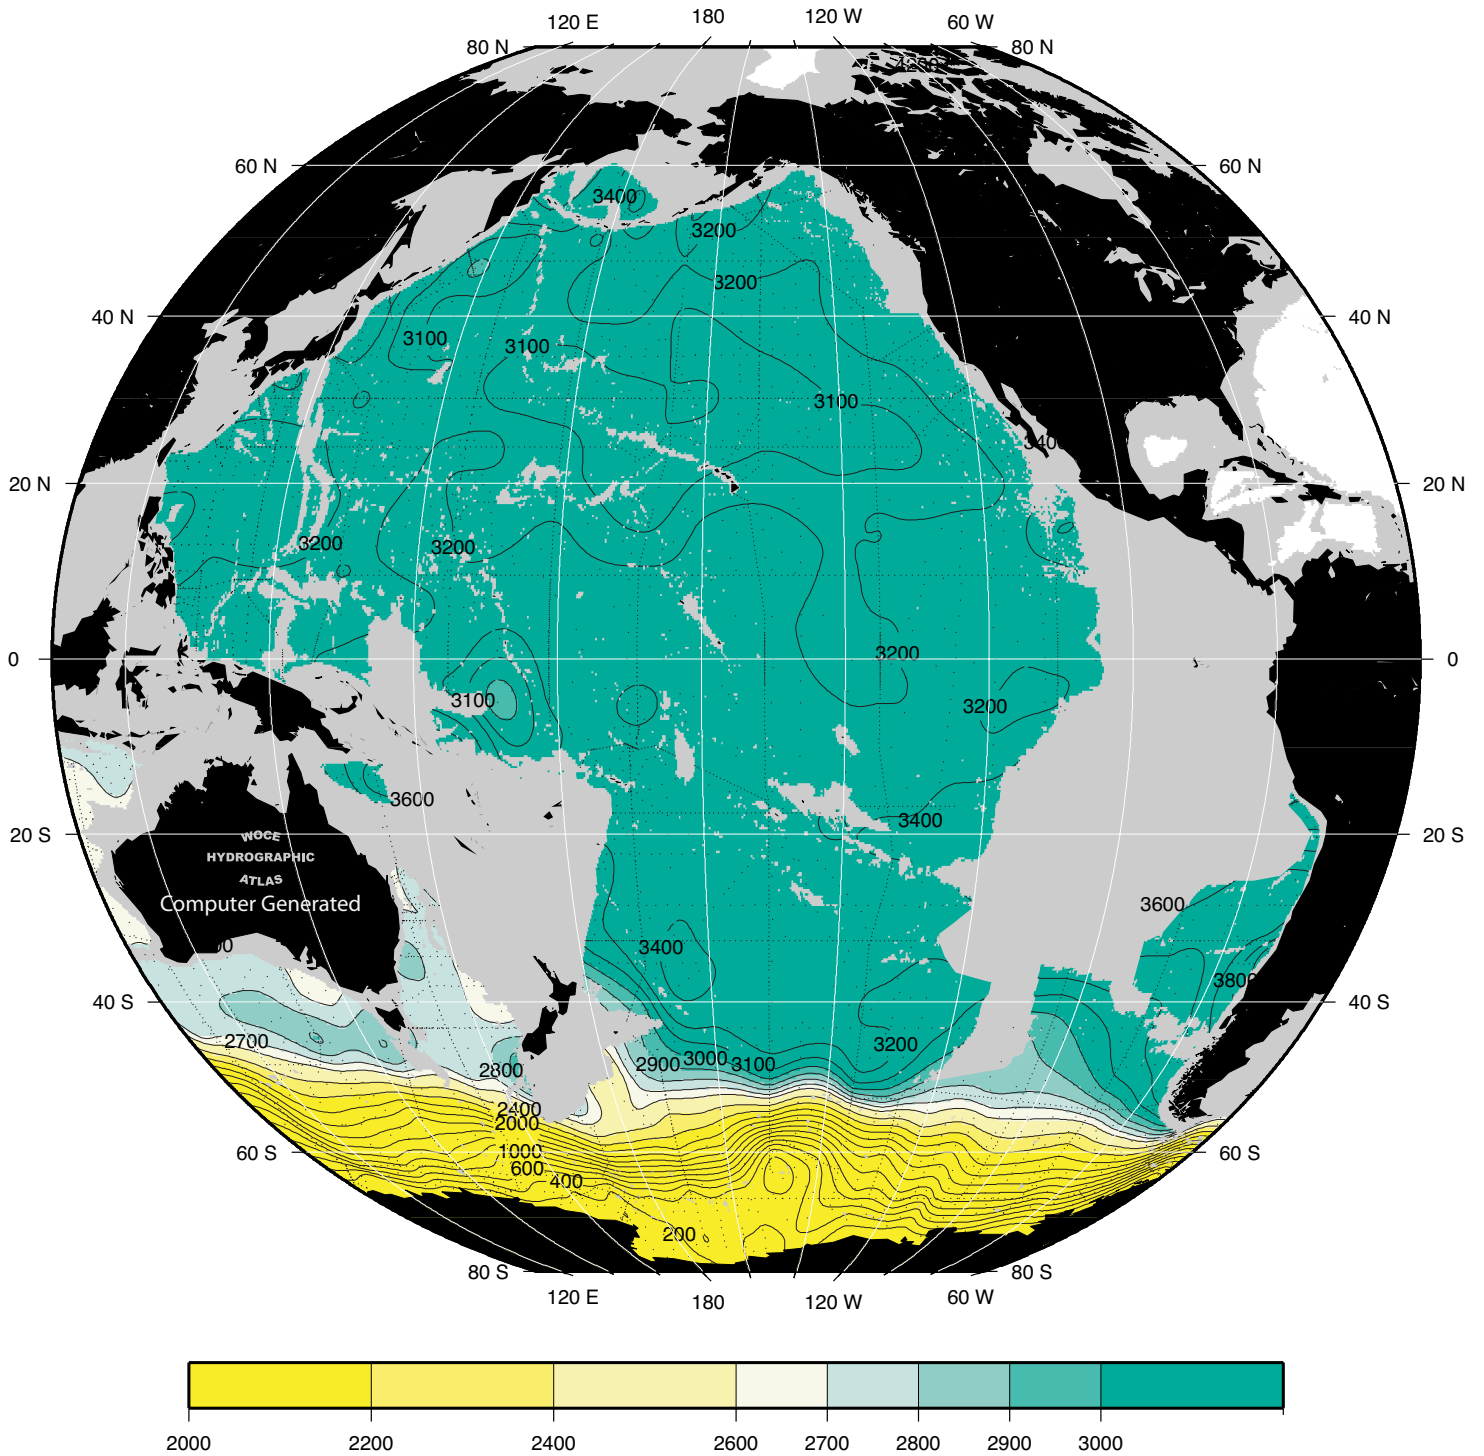 120 E 180 120 W 60 W
80 N 80 N
3400
60 N 60 N
3200
3200
40 N 40 N
3100 3100
3100
3400
20 N 20 N
3200 3200
0 3200 0
3100 3200
3600
3400
20 S 20 S
WOCE
HYDROGRAPHIC
ATLAS
Computer Generated
3600
3400
3800
40 S 40 S
2700 3200
2900 3000 3100
2800
2400
2000
60 S 1000 60 S
600
400
200
80 S 80 S
120 E 180 120 W 60 W
2000 2200 2400 2600 2700 2800 2900 3000